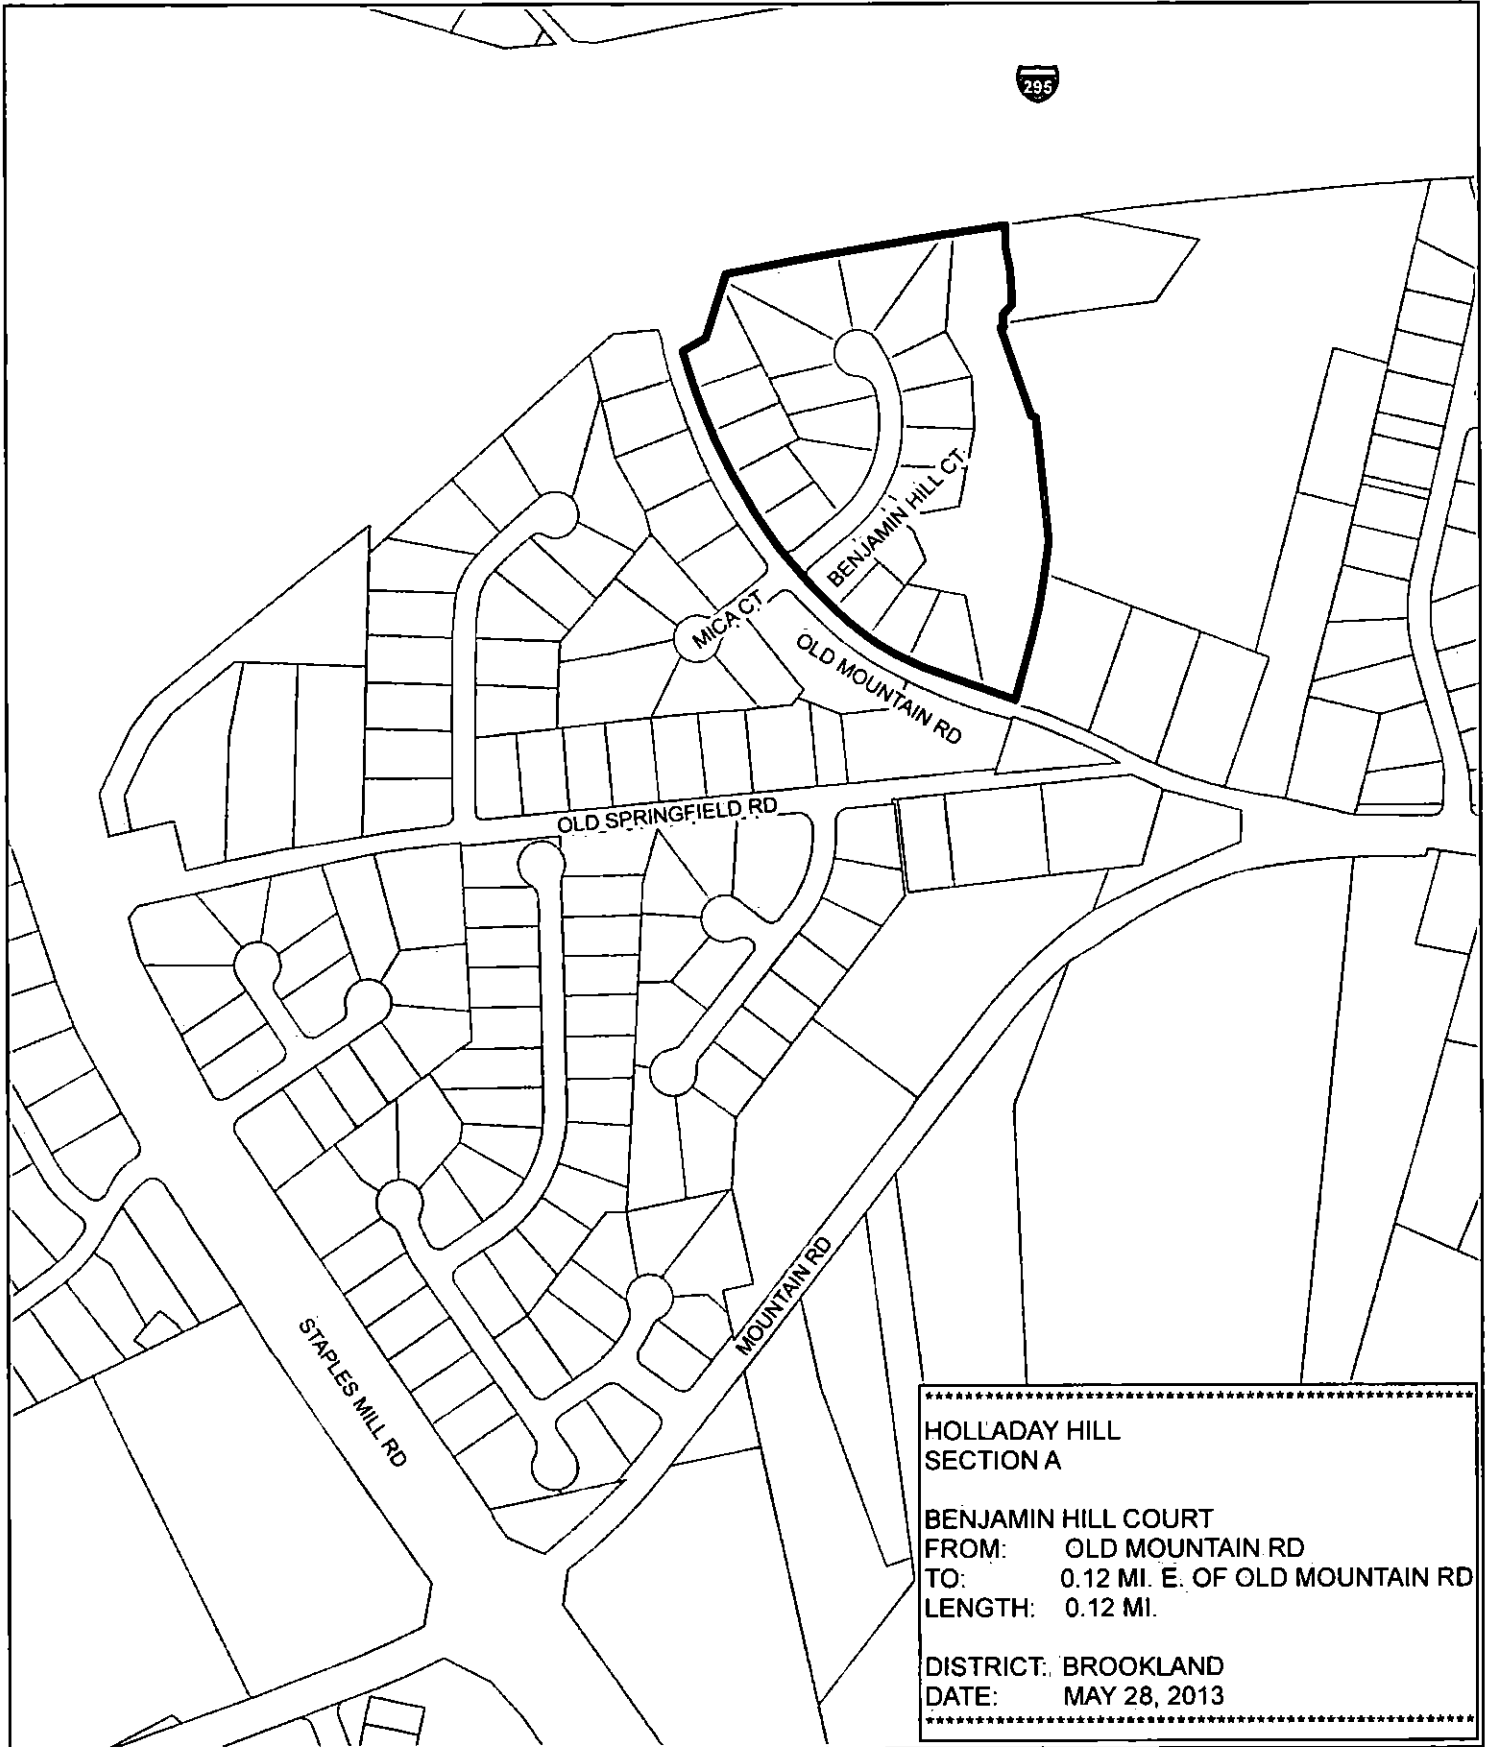 295
BENJAMIN HILL CT
MICA CT
OLD MOUNTAIN RD
OLD SPRINGFIELD RD
MOUNTAIN RD
STAPLES MILL RD
**********************************************************
HOLLADAY HILL
SECTION A
BENJAMIN HILL COURT
FROM: OLD MOUNTAIN RD
TO: 0.12 MI. E. OF OLD MOUNTAIN RD
LENGTH: 0.12 MI.
DISTRICT: BROOKLAND
DATE: MAY 28, 2013
**********************************************************